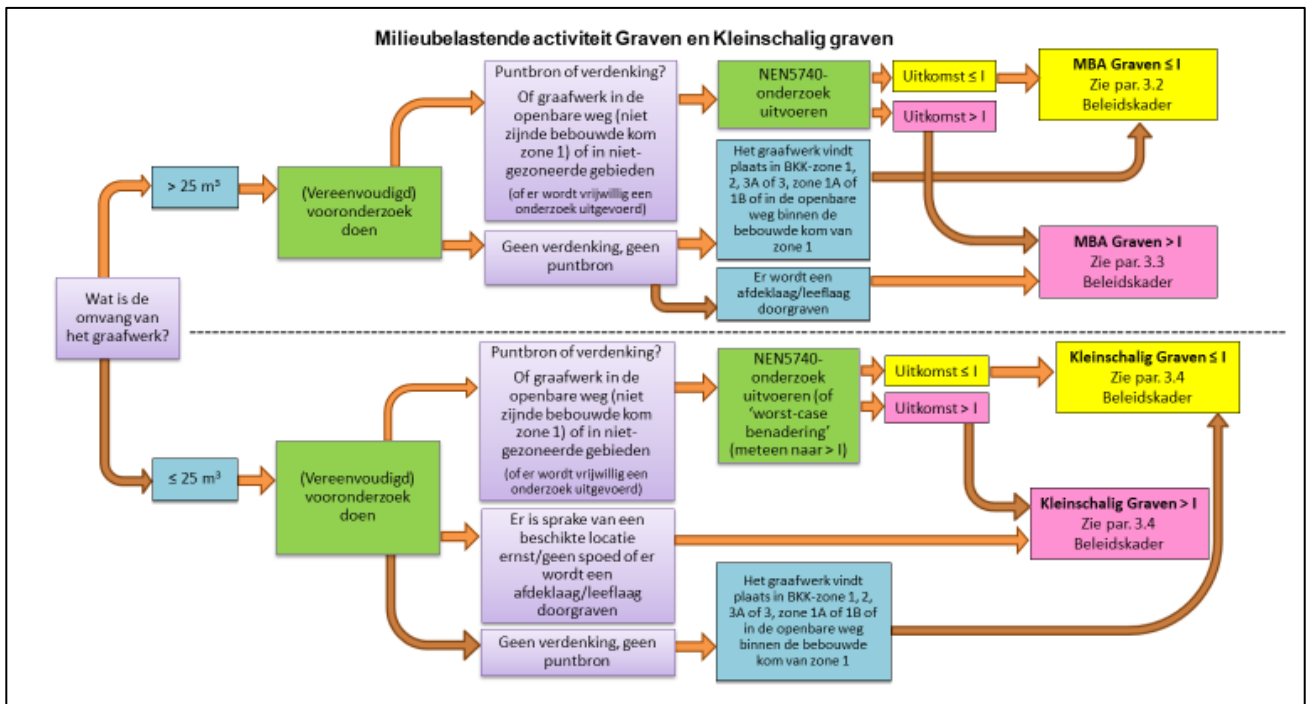 Milieubelastende activiteit Graven en Kleinschalig graven
Wat is de
omvang van
het graafwerk?
> 25 m³
(Vereenvoudigd)
vooronderzoek
doen
Puntbron of verdenking?
Of graafwerk in de
openbare weg (niet
zijnde bebouwde kom
zone 1) of in niet-
gezoneerde gebieden
(of er wordt vrijwillig een
onderzoek uitgevoerd)
Geen verdenking, geen
puntbron
NEN5740-
onderzoek
uitvoeren
Uitkomst ≤ I
Uitkomst > I
Het graafwerk vindt
plaats in BKK-zone 1,
2, 3A of 3, zone 1A of
1B of in de openbare
weg binnen de
bebouwde kom van
zone 1
Er wordt een
afdeklaag/leeflaag
doorgraven
MBA Graven ≤ I
Zie par. 3.2
Beleidskader
MBA Graven > I
Zie par. 3.3
Beleidskader
≤ 25 m³
(Vereenvoudigd)
vooronderzoek
doen
Puntbron of verdenking?
Of graafwerk in de
openbare weg (niet
zijnde bebouwde kom
zone 1) of in niet-
gezoneerde gebieden
(of er wordt vrijwillig een
onderzoek uitgevoerd)
Er is sprake van een
beschikte locatie
ernst/geen spoed of er
wordt een
afdeklaag/leeflaag
doorgraven
Geen verdenking, geen
puntbron
NEN5740-
onderzoek
uitvoeren (of
‘worst-case
benadering’
(meteen naar > I)
Uitkomst ≤ I
Uitkomst > I
Het graafwerk vindt
plaats in BKK-zone 1, 2,
3A of 3, zone 1A of 1B of
in de openbare weg
binnen de bebouwde
kom van zone 1
Kleinschalig Graven ≤ I
Zie par. 3.4
Beleidskader
Kleinschalig Graven > I
Zie par. 3.4
Beleidskader